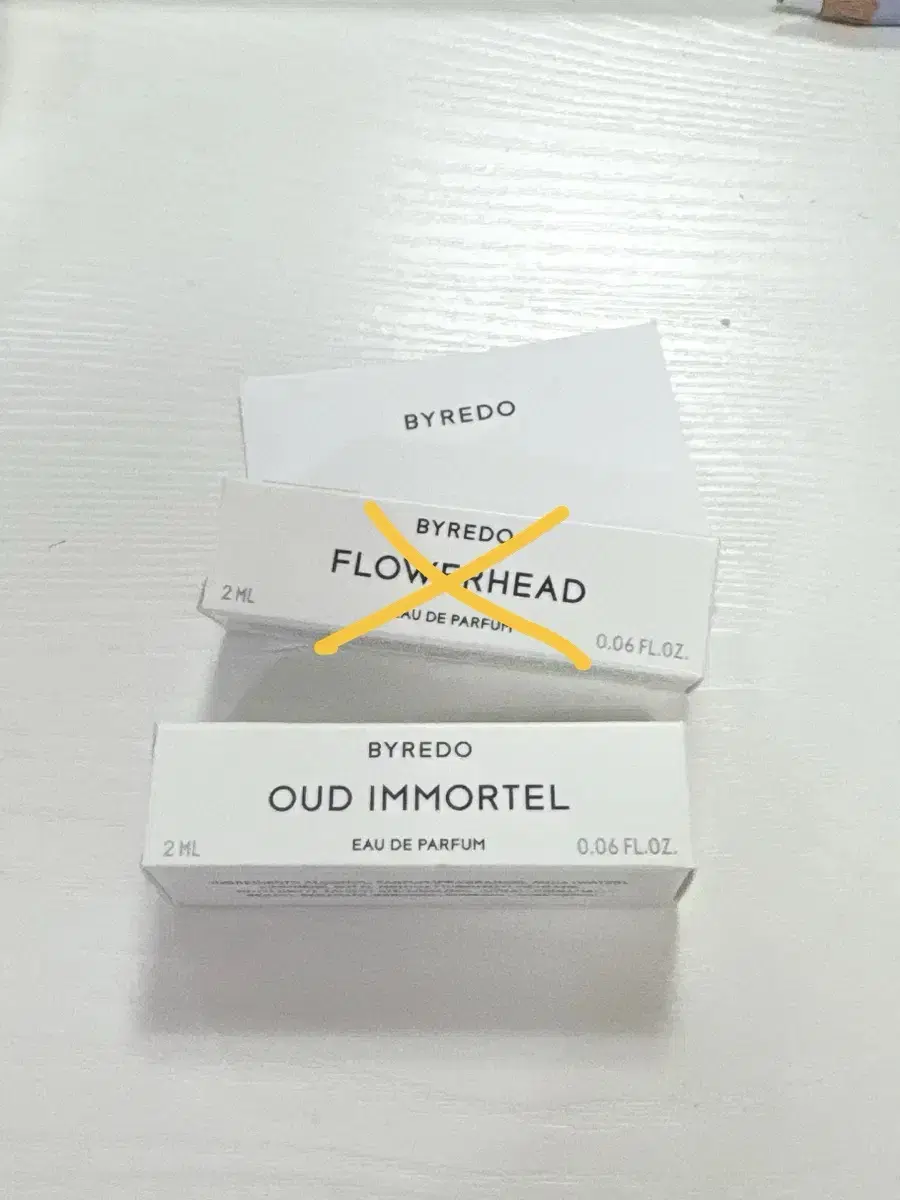 BYREDO
BYREDO
FLOWERHEAD
2 ML
EAU DE PARFUM
0.06 FL.OZ.
BYREDO
OUD IMMORTEL
2 ML
EAU DE PARFUM
0.06 FL.OZ.